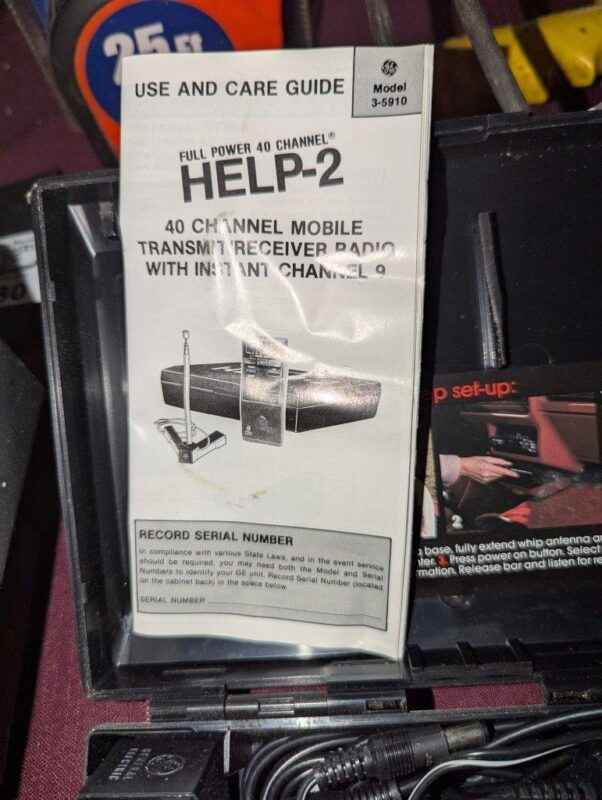 25 FT
USE AND CARE GUIDE
GE
Model
3-5910
FULL POWER 40 CHANNEL®
HELP-2
40 CHANNEL MOBILE
TRANSMIT/RECEIVER RADIO
WITH INSTANT CHANNEL 9
RECORD SERIAL NUMBER
In compliance with various State Laws, and in the event service
should be required, you may need both the Model and Serial
Numbers to identify your GE unit. Record Serial Number (located
on the cabinet back) in the space below.
SERIAL NUMBER
p set-up:
2
base, fully extend whip antenna
3. Press power on button. Select
Release bar and listen for
GENERAL
ELECTRIC